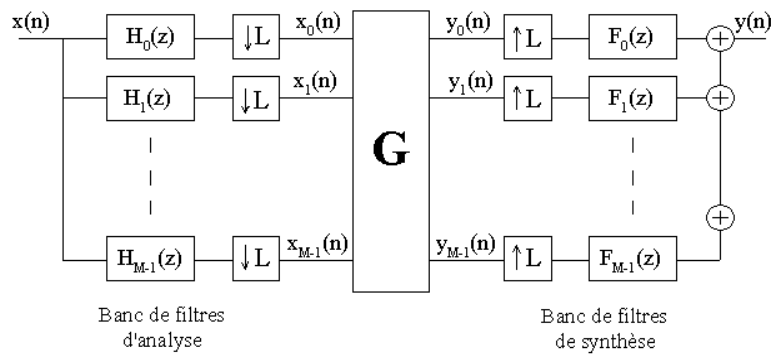 x(n) H0(z) ↓L x0(n) y0(n) ↑L F0(z) + y(n)
H1(z) ↓L x1(n) y1(n) ↑L F1(z) +
G
+
HM-1(z) ↓L xM-1(n) yM-1(n) ↑L FM-1(z)
Banc de filtres
d'analyse
Banc de filtres
de synthèse